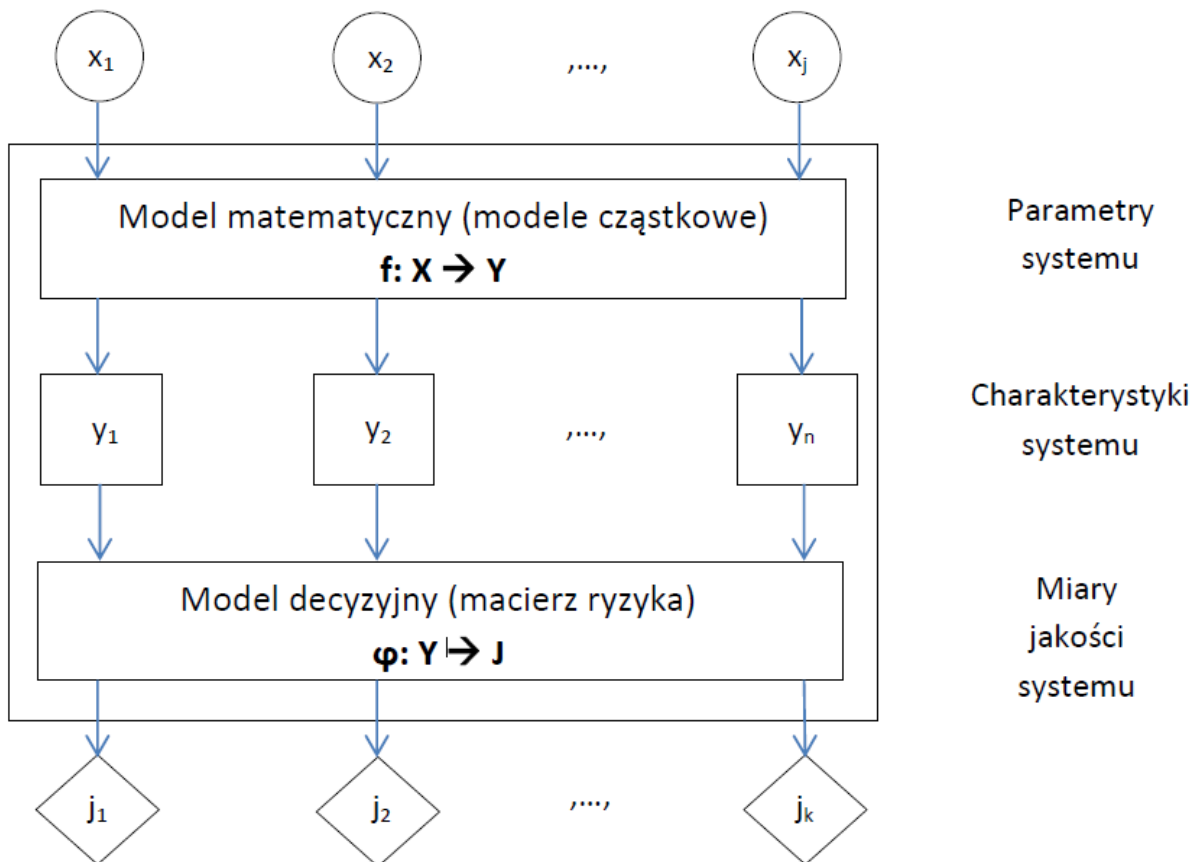 x₁ x₂ ,..., xⱼ
Model matematyczny (modele cząstkowe)
f: X → Y
Parametry
systemu
y₁ y₂ ,..., yₙ
Charakterystyki
systemu
Model decyzyjny (macierz ryzyka)
φ: Y ↦ J
Miary
jakości
systemu
j₁ j₂ ,..., jₖ